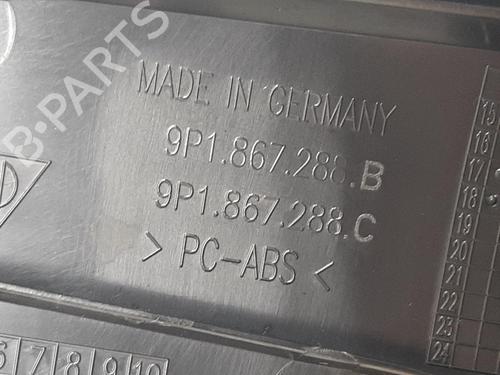 B-PARTS
MADE IN GERMANY
9P1.867.288.B
9P1.867.288.C
> PC-ABS <
15
16
17
18
19
20
21
22
23
24
6 7 8 9 10